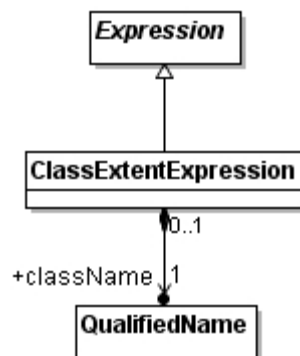 Expression
ClassExtentExpression
0..1
+className 1
QualifiedName